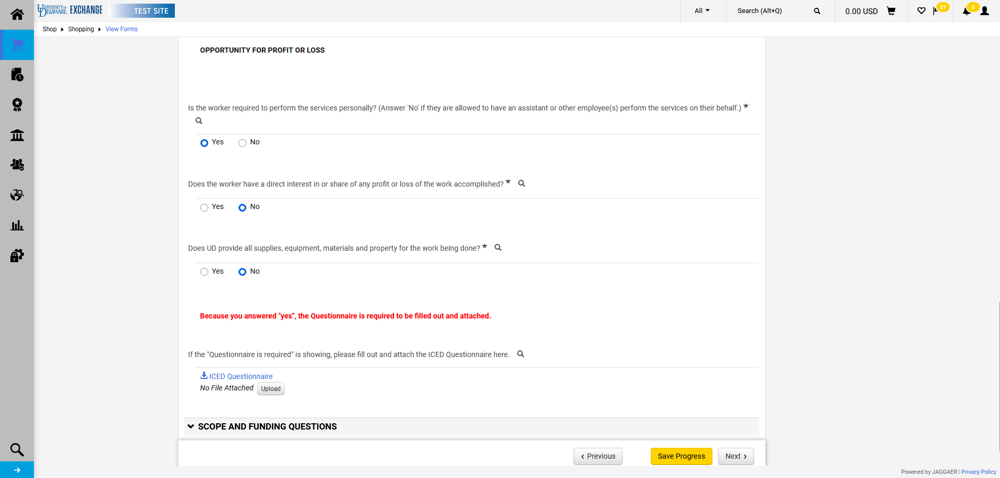 UNIVERSITY OF DELAWARE. EXCHANGE TEST SITE All Search (Alt+Q) 0.00 USD 21 2
Shop Shopping View Forms
OPPORTUNITY FOR PROFIT OR LOSS
Is the worker required to perform the services personally? (Answer 'No' if they are allowed to have an assistant or other employee(s) perform the services on their behalf.) ★
Yes No
Does the worker have a direct interest in or share of any profit or loss of the work accomplished? ★
Yes No
Does UD provide all supplies, equipment, materials and property for the work being done? ★
Yes No
Because you answered "yes", the Questionnaire is required to be filled out and attached.
If the "Questionnaire is required" is showing, please fill out and attach the ICED Questionnaire here.
ICED Questionnaire
No File Attached Upload
SCOPE AND FUNDING QUESTIONS
‹ Previous Save Progress Next ›
Powered by JAGGAER | Privacy Policy